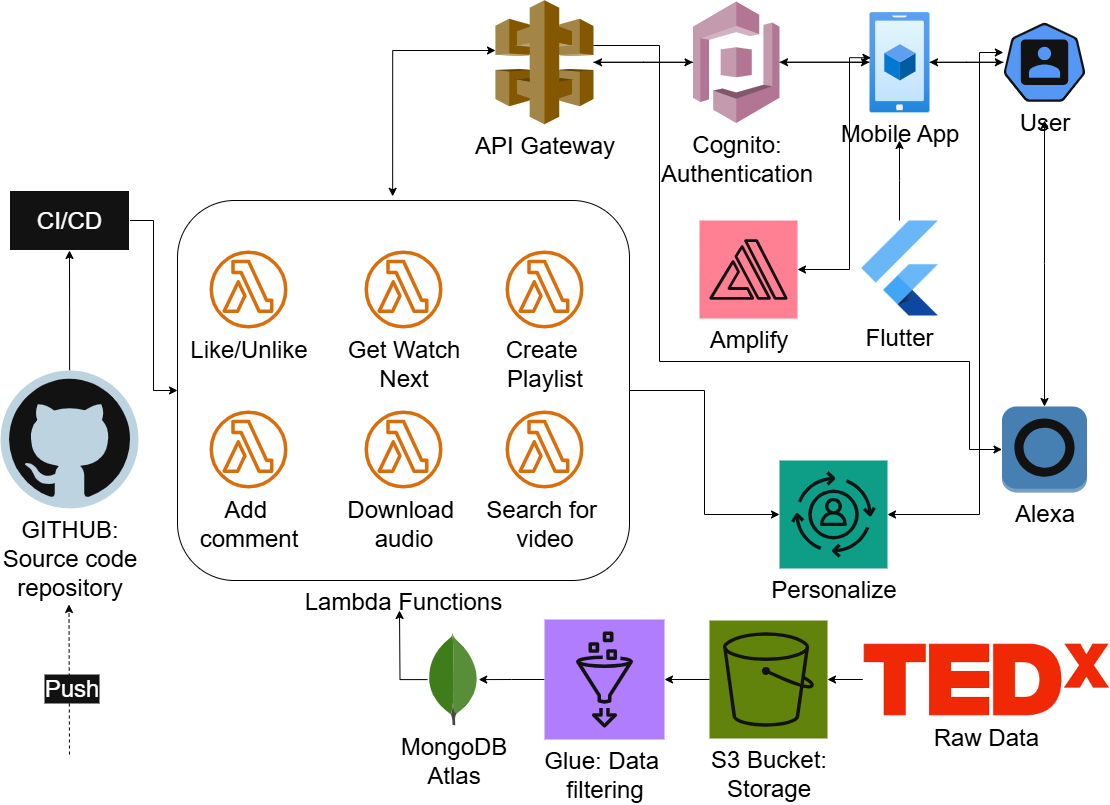 API Gateway
Cognito:
Authentication
Mobile App
User
CI/CD
Like/Unlike
Get Watch
Next
Create
Playlist
Amplify
Flutter
Add
comment
Download
audio
Search for
video
Alexa
GITHUB:
Source code
repository
Lambda Functions
Personalize
Push
MongoDB
Atlas
Glue: Data
filtering
S3 Bucket:
Storage
TEDx
Raw Data